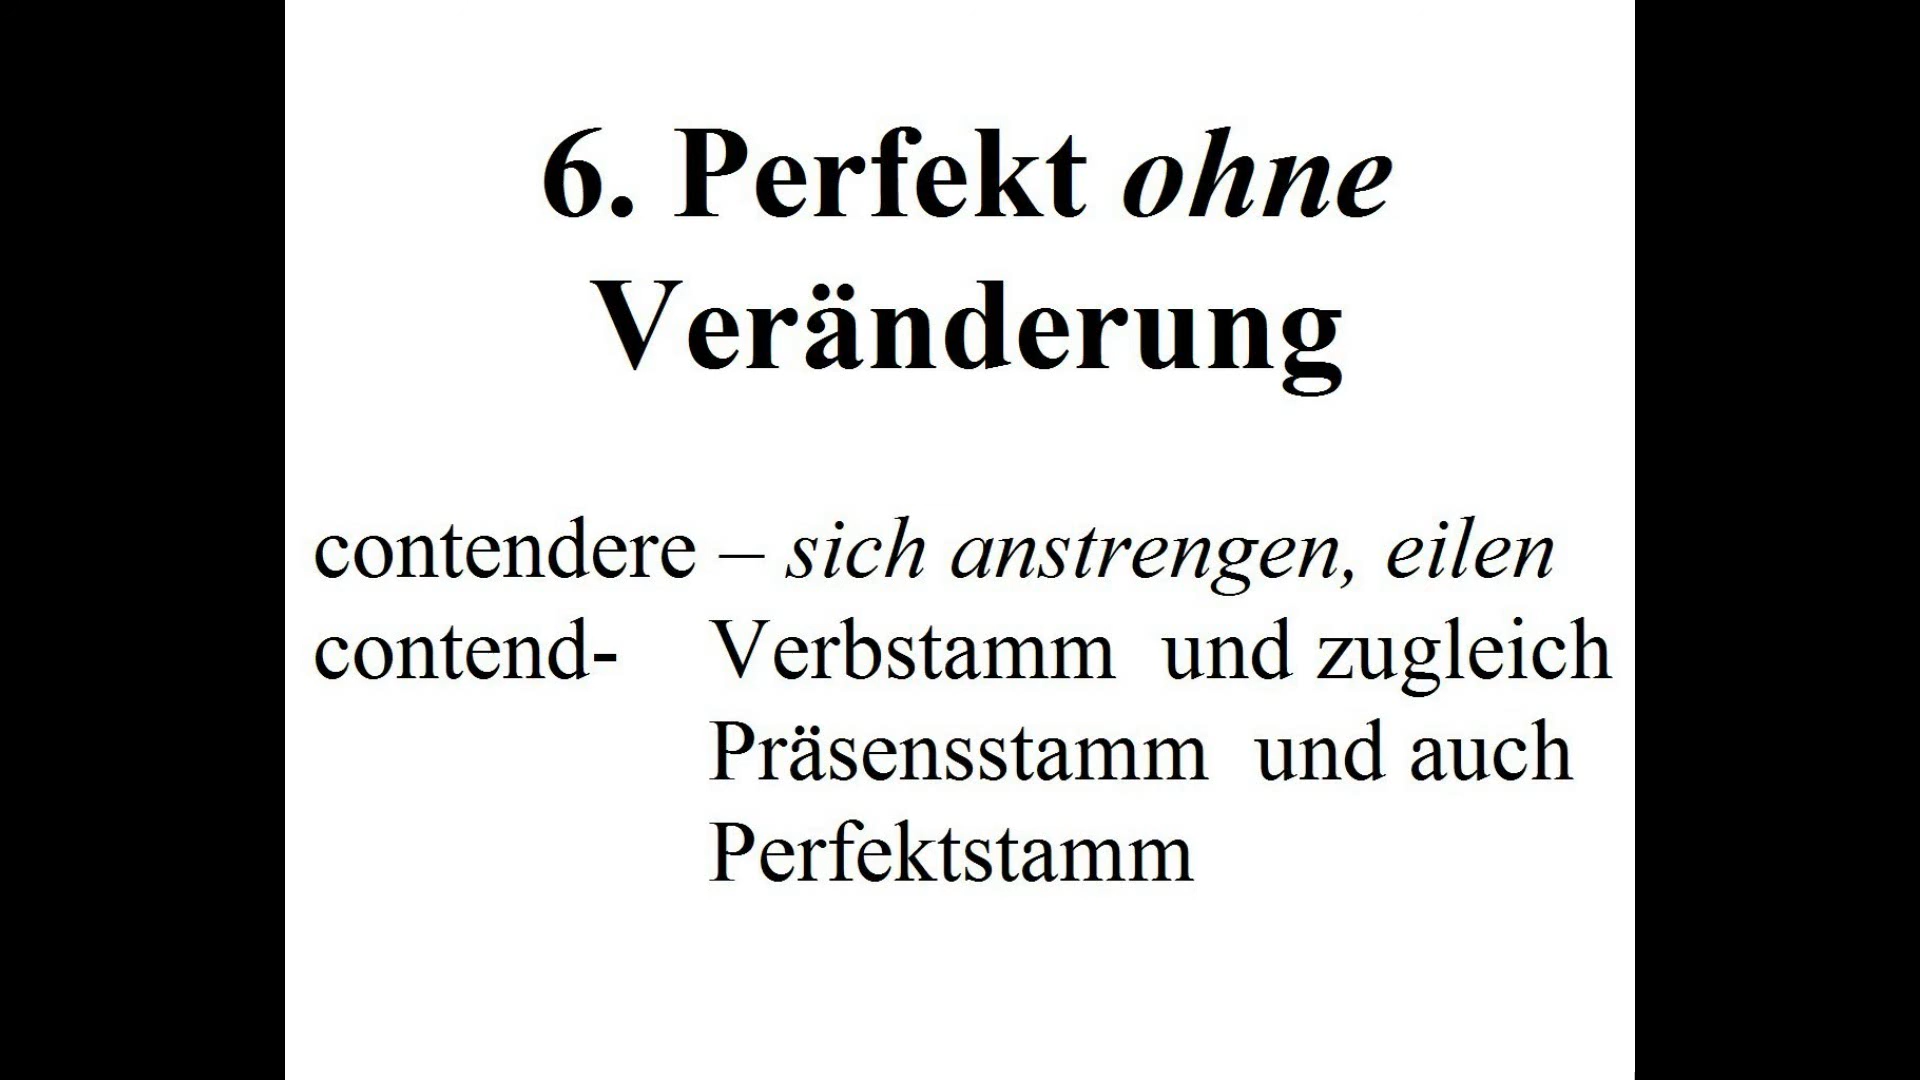 6. Perfekt ohne
Veränderung
contendere – sich anstrengen, eilen
contend- Verbstamm und zugleich
Präsensstamm und auch
Perfektstamm